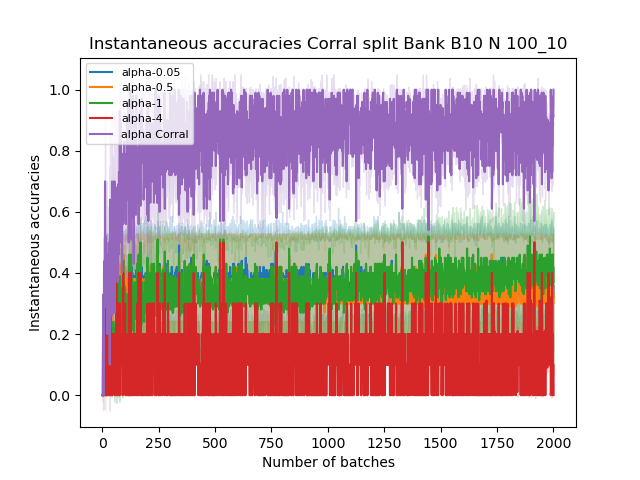 Instantaneous accuracies Corral split Bank B10 N 100_10
alpha-0.05
alpha-0.5
alpha-1
alpha-4
alpha Corral
1.0
0.8
0.6
0.4
0.2
0.0
Instantaneous accuracies
0 250 500 750 1000 1250 1500 1750 2000
Number of batches